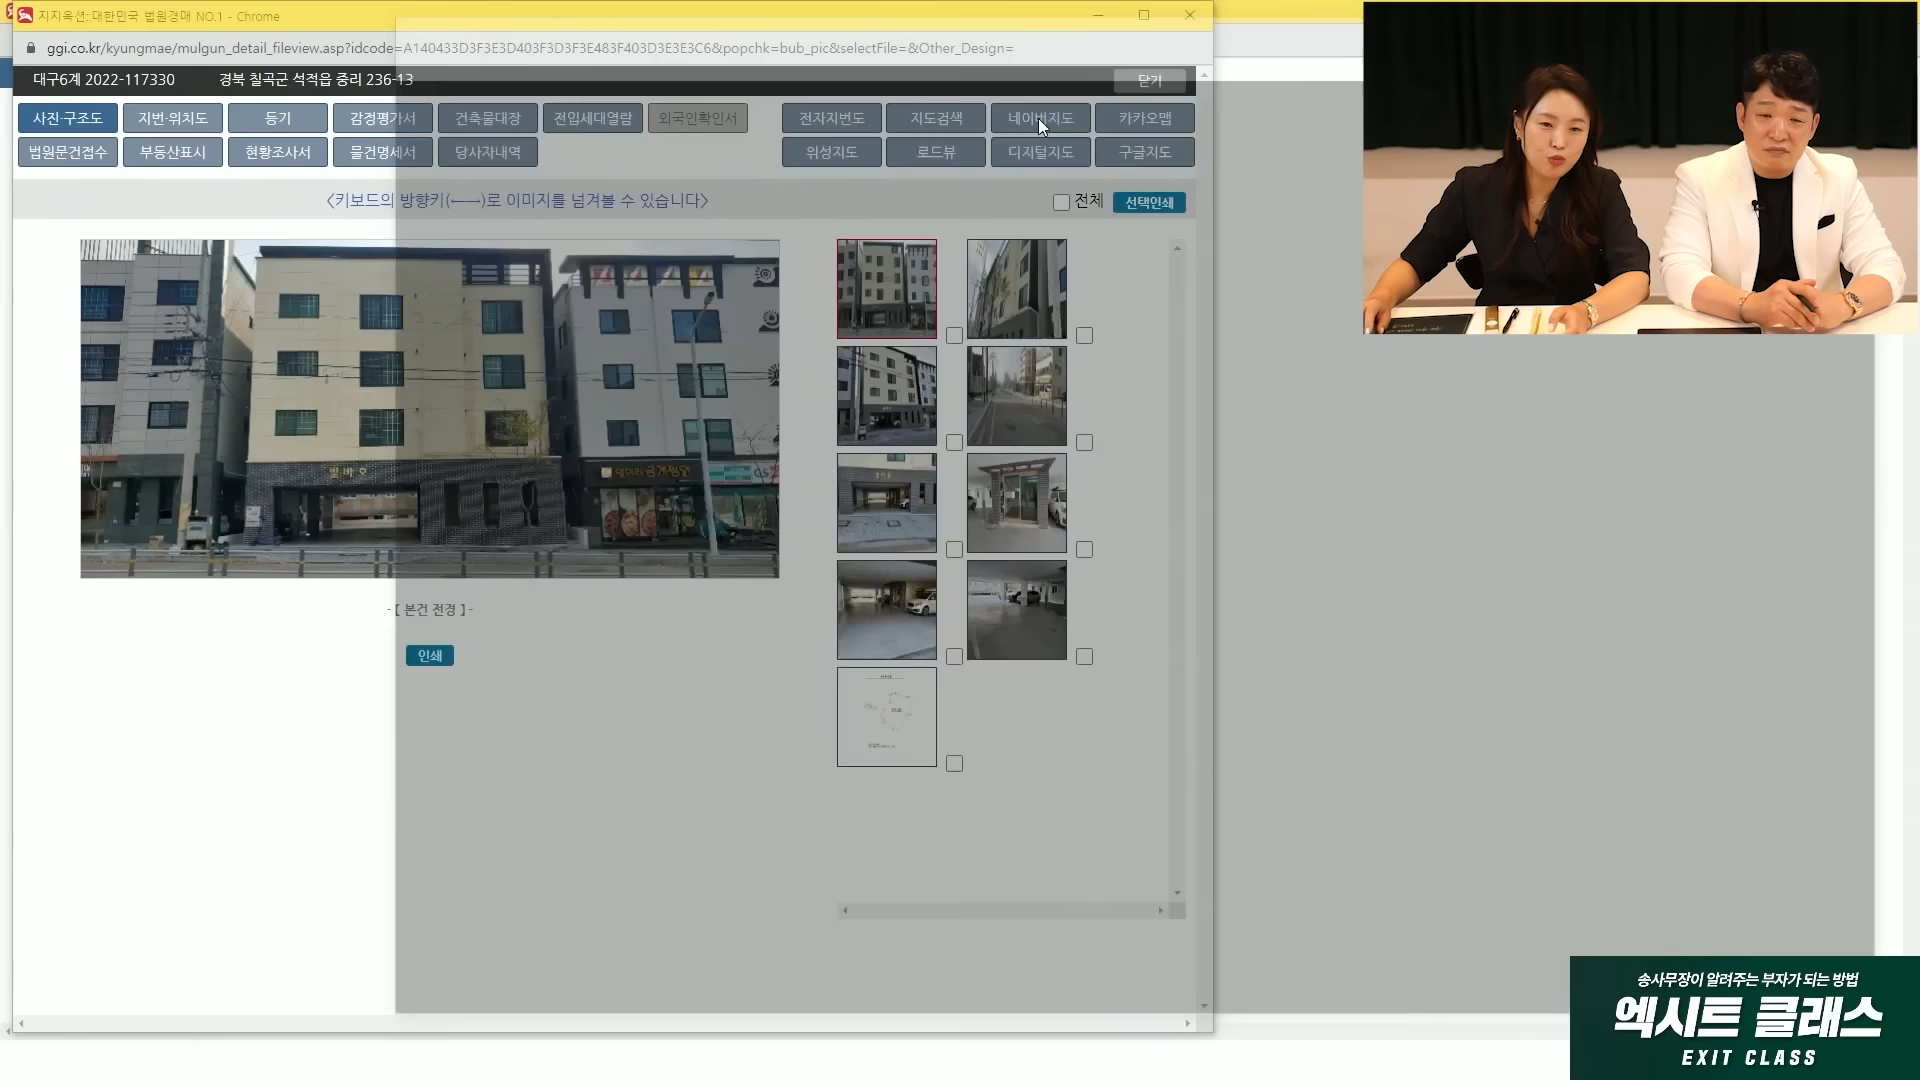 지지옥션::대한민국 법원경매 NO.1 - Chrome
ggi.co.kr/kyungmae/mulgun_detail_fileview.asp?idcode=A140433D3F3E3D403F3D3F3E483F403D3E3E3C6&popchk=bub_pic&selectFile=&Other_Design=
대구6계 2022-117330 경북 칠곡군 석적읍 중리 236-13 닫기
사진·구조도 지번·위치도 등기 감정평가서 건축물대장 전입세대열람 외국인확인서 전자지번도 지도검색 네이버지도 카카오맵
법원문건접수 부동산표시 현황조사서 물건명세서 당사자내역 위성지도 로드뷰 디지털지도 구글지도
<키보드의 방향키(←→)로 이미지를 넘겨볼 수 있습니다> 전체 선택인쇄
-【 본건 전경 】-
인쇄
송사무장이 알려주는 부자가 되는 방법
엑시트 클래스
EXIT CLASS